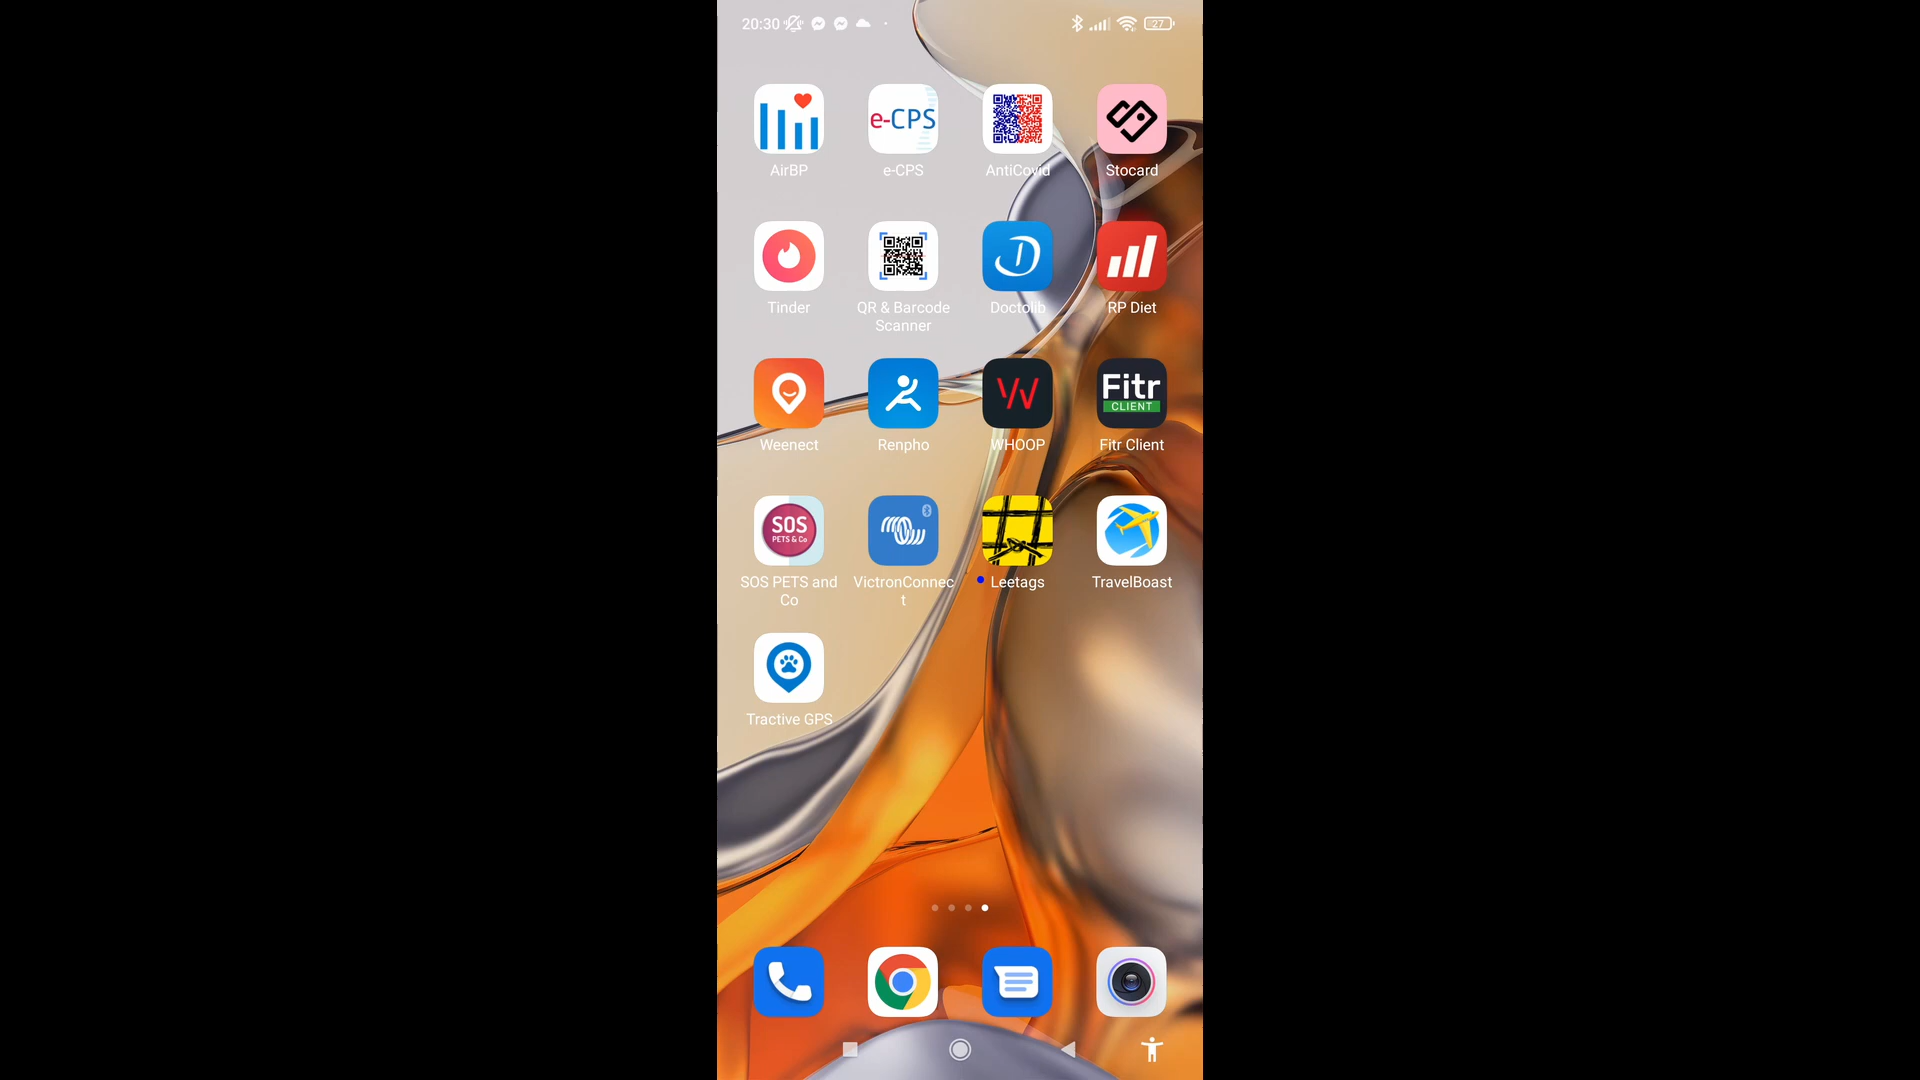 20:30
27
e-CPS
AirBP
e-CPS
AntiCovid
Stocard
Tinder
QR & Barcode
Scanner
Doctolib
RP Diet
Fitr
CLIENT
Weenect
Renpho
WHOOP
Fitr Client
SOS
PETS & Co
SOS PETS and
Co
VictronConnec
t
Leetags
TravelBoast
Tractive GPS